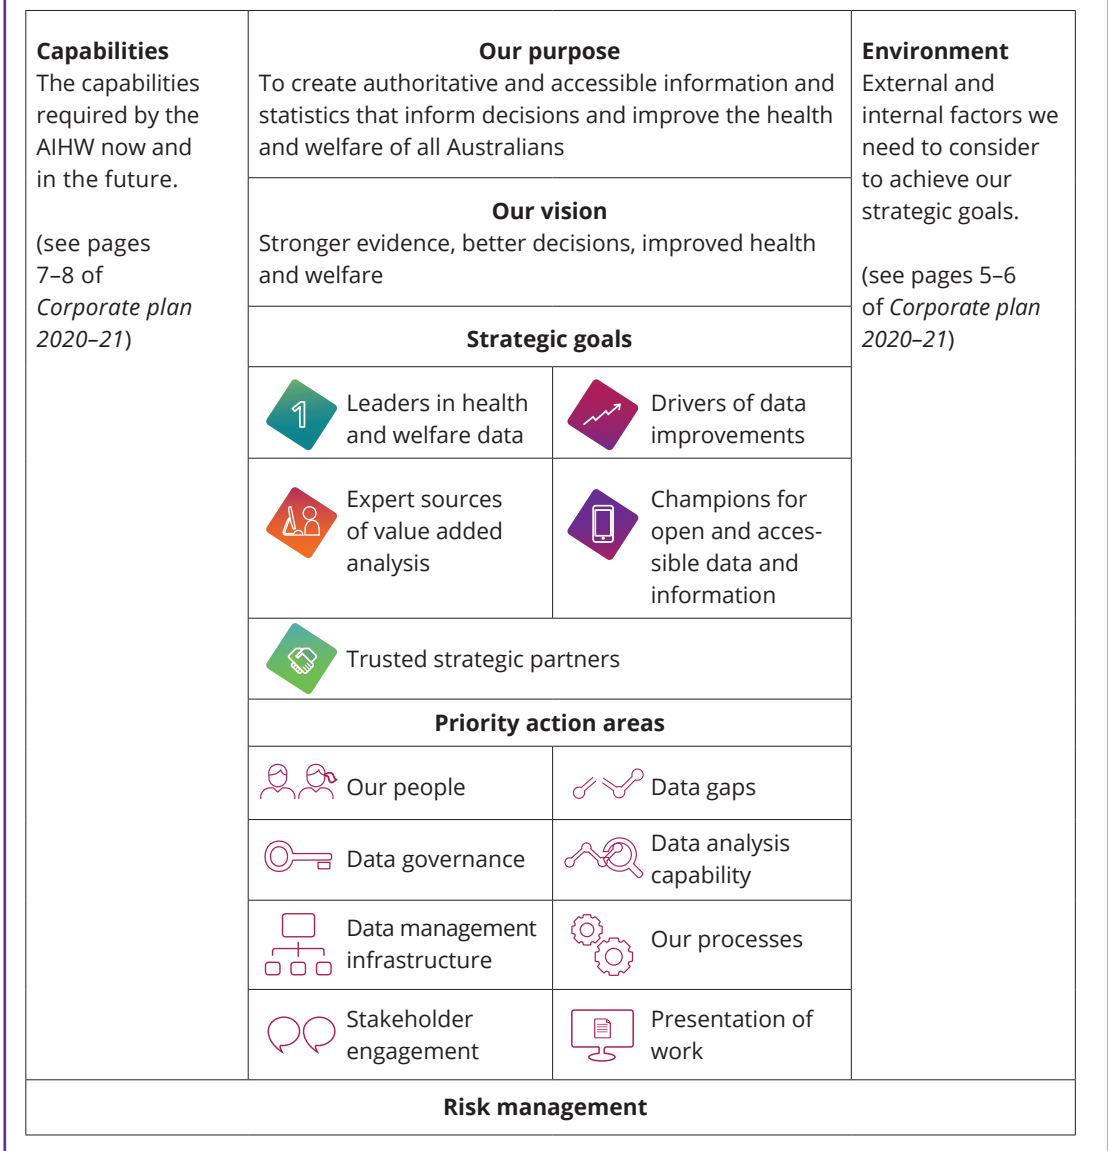 Capabilities
The capabilities
required by the
AIHW now and
in the future.
(see pages
7–8 of
Corporate plan
2020–21)
Our purpose
To create authoritative and accessible information and
statistics that inform decisions and improve the health
and welfare of all Australians
Our vision
Stronger evidence, better decisions, improved health
and welfare
Strategic goals
1
Leaders in health
and welfare data
Drivers of data
improvements
Expert sources
of value added
analysis
Champions for
open and acces-
sible data and
information
Trusted strategic partners
Priority action areas
Our people
Data gaps
Data governance
Data analysis
capability
Data management
infrastructure
Our processes
Stakeholder
engagement
Presentation of
work
Environment
External and
internal factors we
need to consider
to achieve our
strategic goals.
(see pages 5–6
of Corporate plan
2020–21)
Risk management